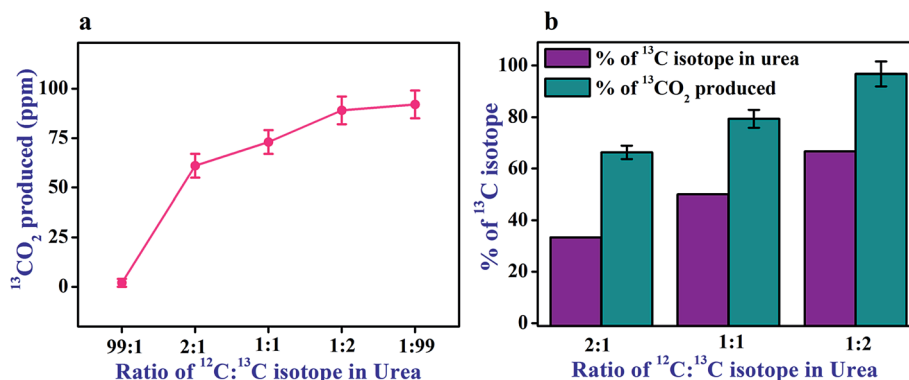 a
¹³CO₂ produced (ppm)
100
75
50
25
0
99:1 2:1 1:1 1:2 1:99
Ratio of ¹²C:¹³C isotope in Urea
b
% of ¹³C isotope in urea
% of ¹³CO₂ produced
% of ¹³C isotope
100
80
60
40
20
0
2:1 1:1 1:2
Ratio of ¹²C:¹³C isotope in Urea